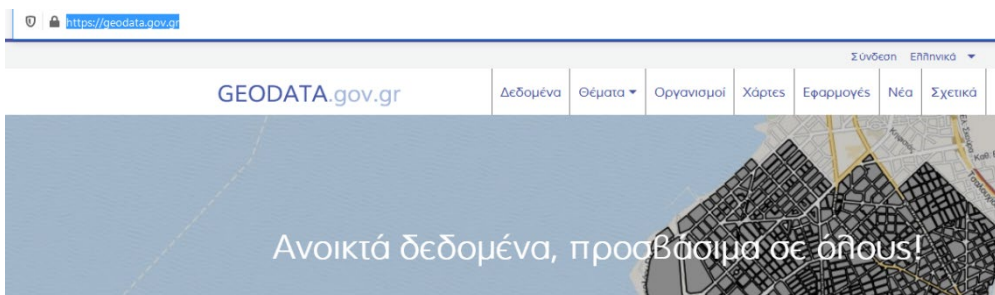 https://geodata.gov.gr
Σύνδεση Ελληνικά
GEODATA.gov.gr
Δεδομένα Θέματα Οργανισμοί Χάρτες Εφαρμογές Νέα Σχετικά
Ανοικτά δεδομένα, προσβάσιμα σε όλους!